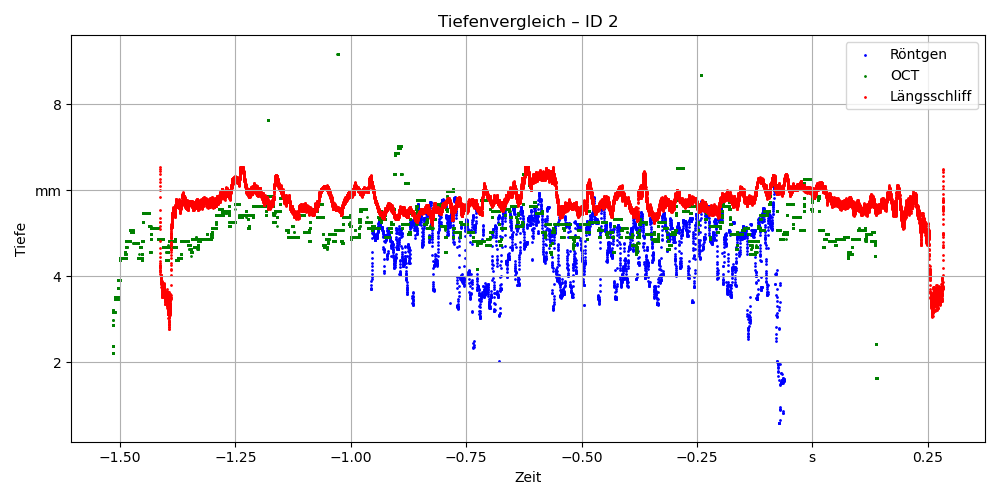 Tiefenvergleich – ID 2
Röntgen
OCT
Längsschliff
8
mm
4
2
Tiefe
−1.50 −1.25 −1.00 −0.75 −0.50 −0.25 s 0.25
Zeit